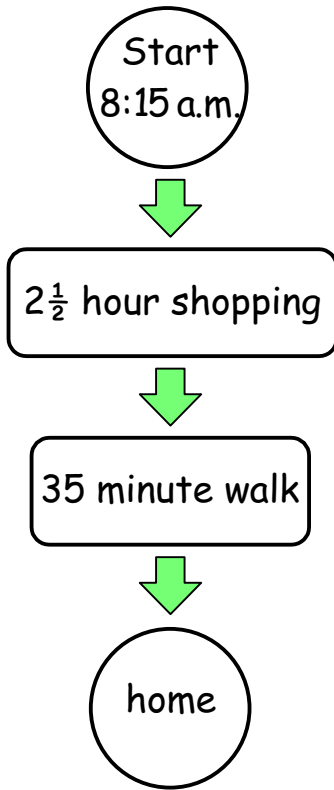 Start
8:15 a.m.
2½ hour shopping
35 minute walk
home